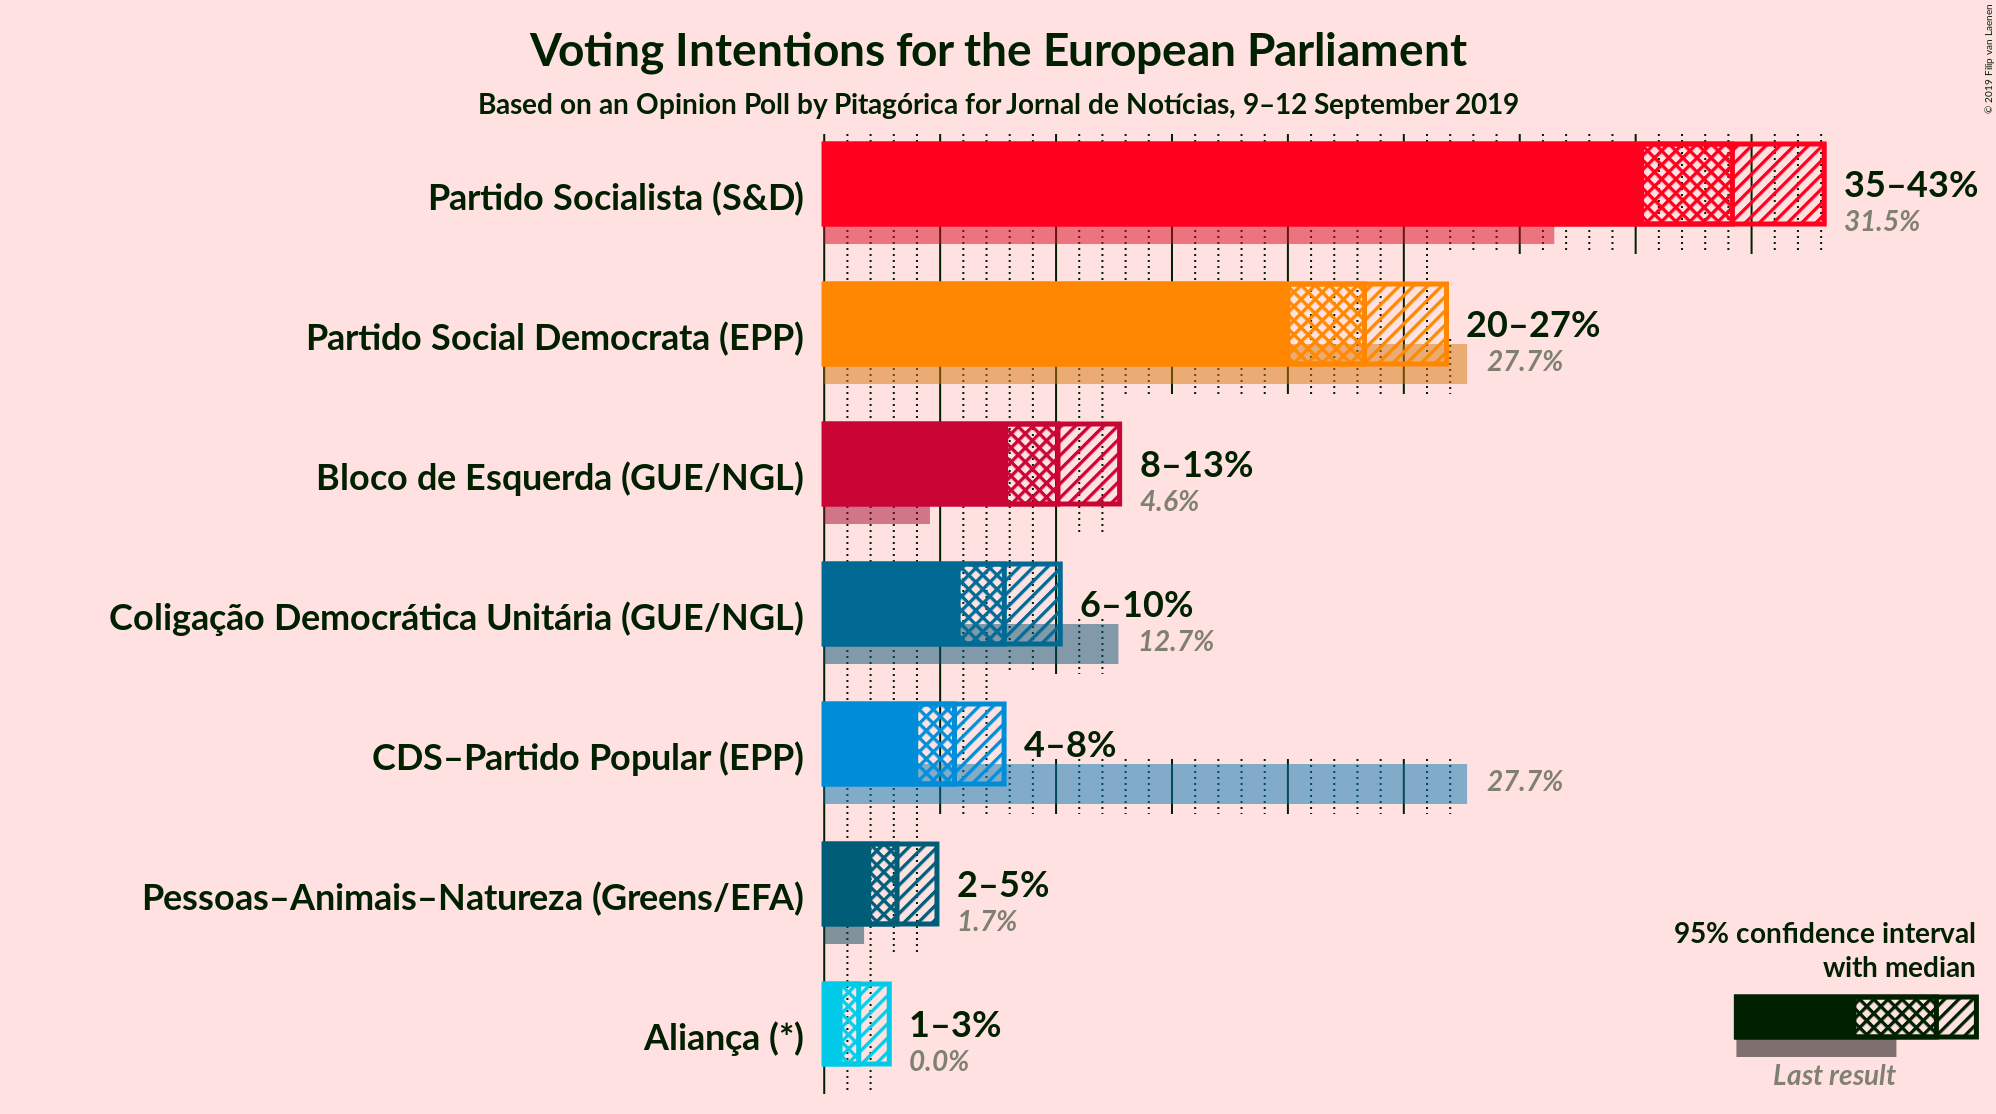 Voting Intentions for the European Parliament
Based on an Opinion Poll by Pitagórica for Jornal de Notícias, 9–12 September 2019
© 2019 Filip van Laenen
Partido Socialista (S&D)
35–43%
31.5%
Partido Social Democrata (EPP)
20–27%
27.7%
Bloco de Esquerda (GUE/NGL)
8–13%
4.6%
Coligação Democrática Unitária (GUE/NGL)
6–10%
12.7%
CDS–Partido Popular (EPP)
4–8%
27.7%
Pessoas–Animais–Natureza (Greens/EFA)
2–5%
1.7%
Aliança (*)
1–3%
0.0%
95% confidence interval
with median
Last result